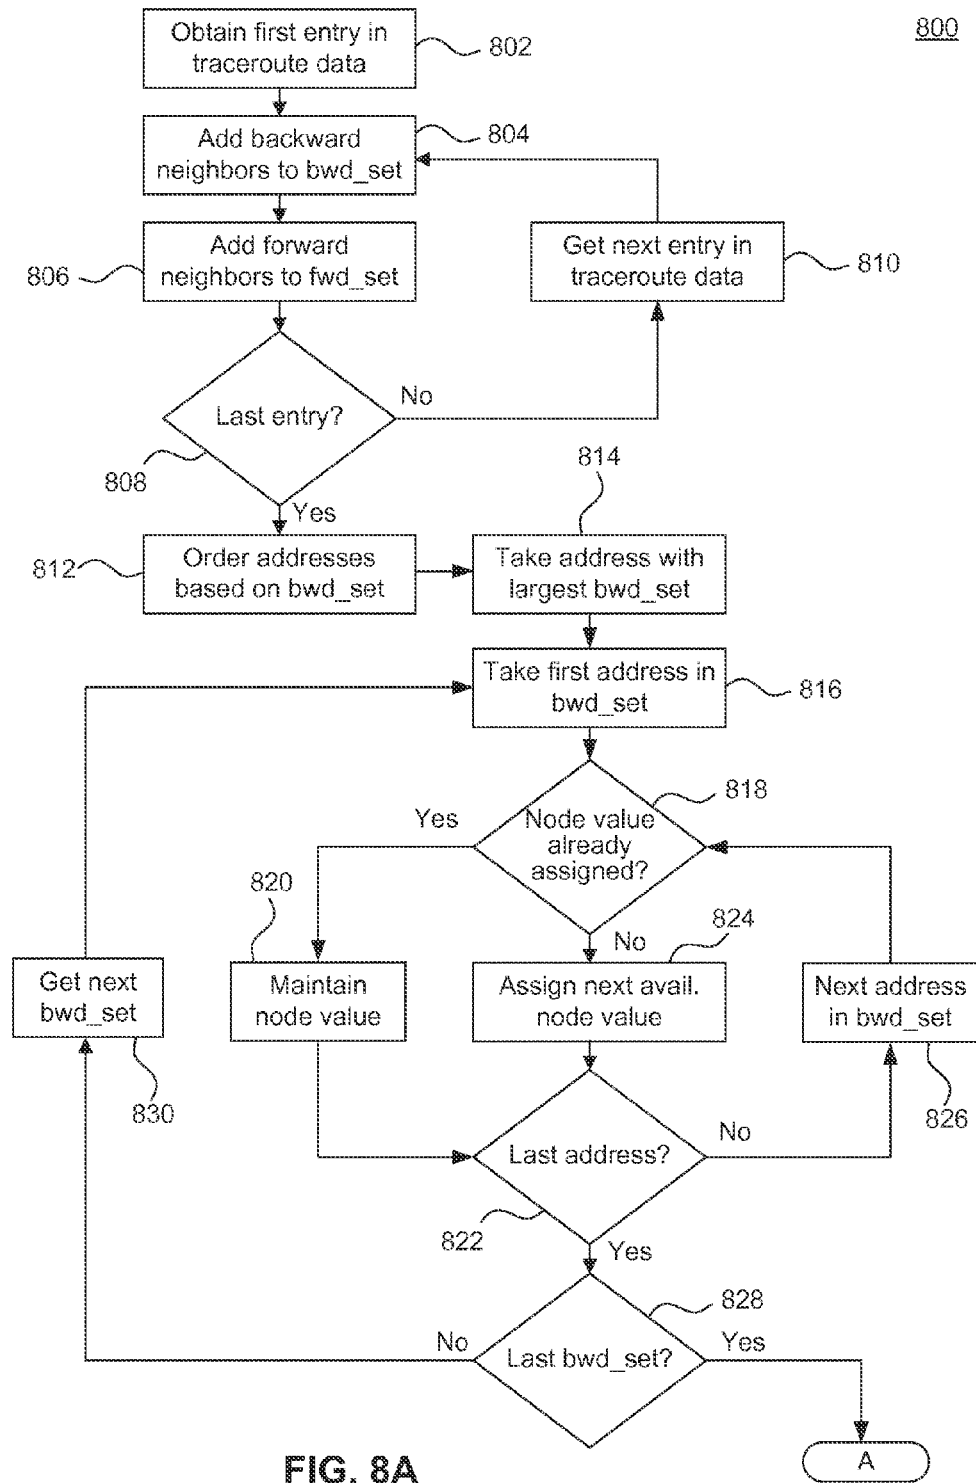 800
Obtain first entry in
traceroute data
802
Add backward
neighbors to bwd_set
804
Add forward
neighbors to fwd_set
806
Get next entry in
traceroute data
810
Last entry?
No
808
Yes
814
812
Order addresses
based on bwd_set
Take address with
largest bwd_set
Take first address in
bwd_set
816
818
Yes
Node value
already
assigned?
820
824
No
Get next
bwd_set
Maintain
node value
Assign next avail.
node value
Next address
in bwd_set
830
826
No
Last address?
822
Yes
828
No
Yes
Last bwd_set?
A
FIG. 8A